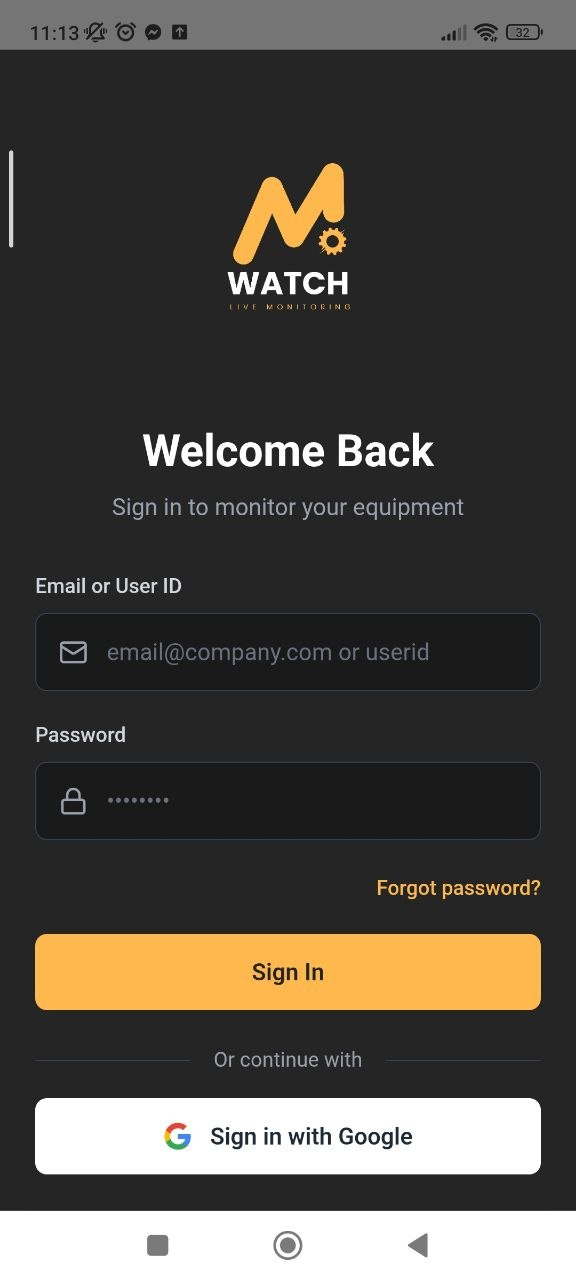 11:13
32
M
WATCH
LIVE MONITORING
Welcome Back
Sign in to monitor your equipment
Email or User ID
email@company.com or userid
Password
••••••••
Forgot password?
Sign In
Or continue with
Sign in with Google